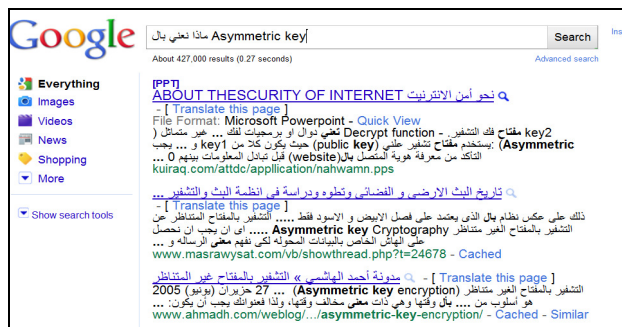 Google
ماذا نعني بال Asymmetric key
Search
About 427,000 results (0.27 seconds)
Advanced search
Everything
Images
Videos
News
Shopping
More
Show search tools
[PPT]
ABOUT THESCURITY OF INTERNET نحو أمن الانترنيت
- [ Translate this page ]
File Format: Microsoft Powerpoint - Quick View
key2 مفتاح فك التشفير. - Decrypt function تعني دوال او برمجيات لفك ... غير متماثل (
Asymmetric) :يستخدم مفتاح تشفير علني (public key) حيث يكون كلا من key1 و ... يجب
التأكد من معرفة هوية المتصل بال(website) قبل تبادل المعلومات بينهم 0 ...
kuiraq.com/attdc/appllication/nahwamn.pps
تاريخ البث الارضي و الفضائي وتطوه ودراسة في انظمة البث والتشفير ...
- [ Translate this page ]
ذلك على عكس نظام بال الذى يعتمد على فصل الابيض و الاسود فقط ..... التشفير بالمفتاح المتناظر عن
التشفير بالمفتاح الغير متناظر Asymmetric key Cryptography ..... اى ان يجب ان نحصل
على الهاش الخاص بالبيانات المحوله لكى نفهم معنى الرساله و ...
www.masrawysat.com/vb/showthread.php?t=24678 - Cached
مدونة أحمد الهاشمي » التشفير بالمفتاح غير المتناظر - [ Translate this page ]
التشفير بالمفتاح الغير متناظر (Asymmetric key encryption) ... 27 حزيران (يونيو) 2005
هو أسلوب من ... بال وقتها وهي ذات معنى مخالف وقتها، ولذا فعنوانك يجب أن يكون: ...
www.ahmadh.com/weblog/.../asymmetric-key-encryption/ - Cached - Similar